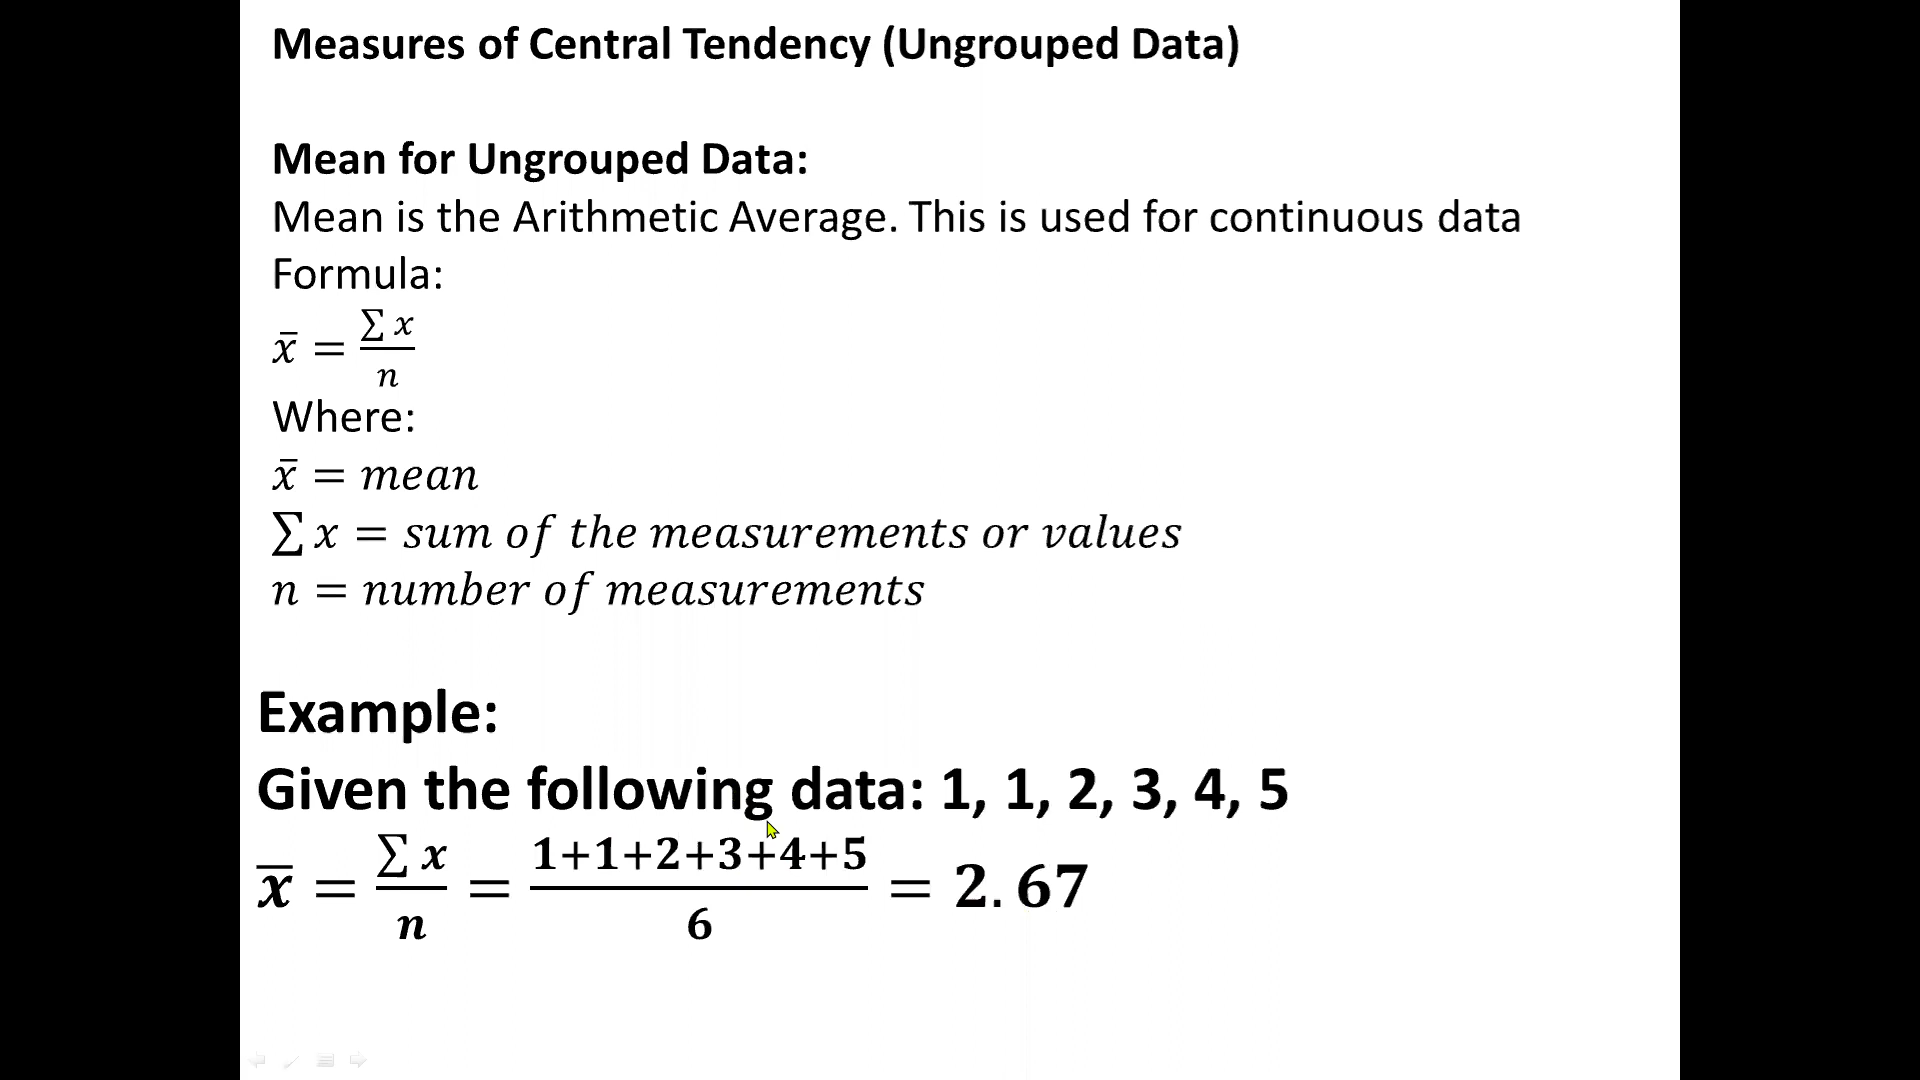 Measures of Central Tendency (Ungrouped Data)
Mean for Ungrouped Data:
Mean is the Arithmetic Average. This is used for continuous data
Formula:
x̄ = ∑ x / n
Where:
x̄ = mean
∑ x = sum of the measurements or values
n = number of measurements
Example:
Given the following data: 1, 1, 2, 3, 4, 5
x̄ = ∑ x / n = 1+1+2+3+4+5 / 6 = 2.67